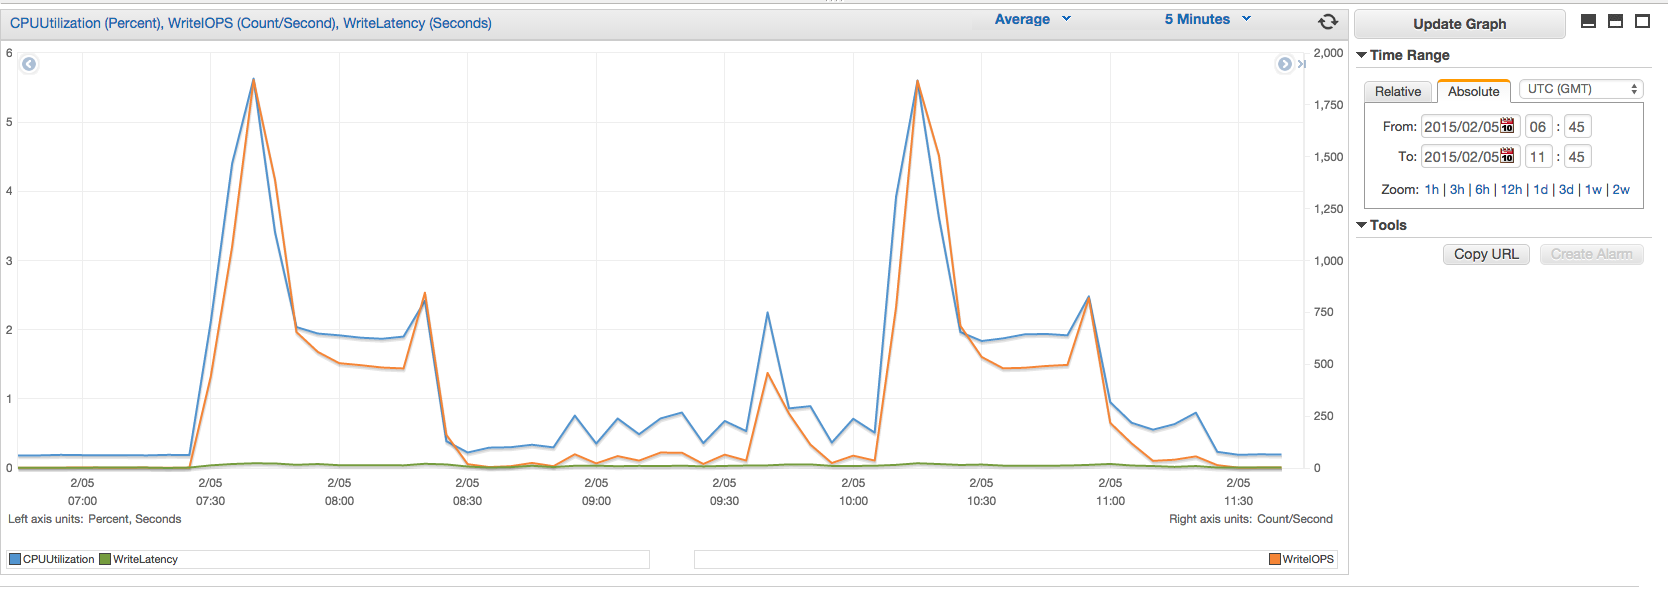 CPUUtilization (Percent), WriteIOPS (Count/Second), WriteLatency (Seconds)
Average
5 Minutes
Update Graph
Time Range
Relative
Absolute
UTC (GMT)
From: 2015/02/05 10 06 : 45
To: 2015/02/05 10 11 : 45
Zoom: 1h | 3h | 6h | 12h | 1d | 3d | 1w | 2w
Tools
Copy URL
Create Alarm
6
5
4
3
2
1
0
2,000
1,750
1,500
1,250
1,000
750
500
250
0
2/05 2/05 2/05 2/05 2/05 2/05 2/05 2/05 2/05 2/05
07:00 07:30 08:00 08:30 09:00 09:30 10:00 10:30 11:00 11:30
Left axis units: Percent, Seconds
Right axis units: Count/Second
CPUUtilization WriteLatency
WriteIOPS